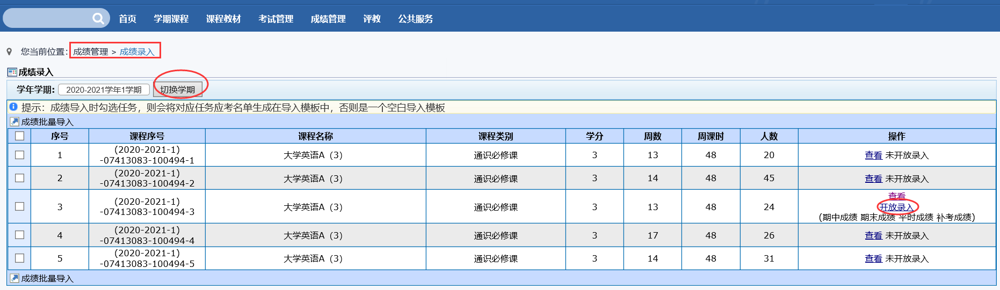 首页 学期课程 课程教材 考试管理 成绩管理 评教 公共服务
您当前位置: 成绩管理 > 成绩录入
成绩录入
学年学期: 2020-2021学年1学期 切换学期
提示：成绩导入时勾选任务，则会将对应任务应考名单生成在导入模板中，否则是一个空白导入模板
成绩批量导入
序号 课程序号 课程名称 课程类别 学分 周数 周课时 人数 操作
1 (2020-2021-1) -07413083-100494-1 大学英语A（3） 通识必修课 3 13 48 20 查看 未开放录入
2 (2020-2021-1) -07413083-100494-2 大学英语A（3） 通识必修课 3 14 48 45 查看 未开放录入
3 (2020-2021-1) -07413083-100494-3 大学英语A（3） 通识必修课 3 13 48 24 查看
开放录入
(期中成绩 期末成绩 平时成绩 补考成绩)
4 (2020-2021-1) -07413083-100494-4 大学英语A（3） 通识必修课 3 17 48 26 查看 未开放录入
5 (2020-2021-1) -07413083-100494-5 大学英语A（3） 通识必修课 3 14 48 31 查看 未开放录入
成绩批量导入